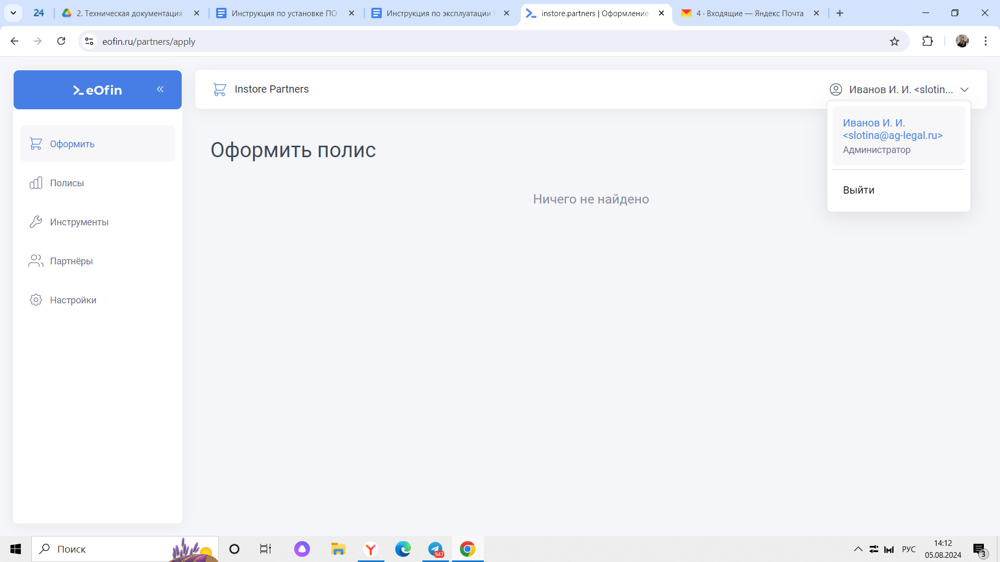 24
2. Техническая документация
Инструкция по установке ПО
Инструкция по эксплуатации
instore.partners | Оформление
4 · Входящие — Яндекс Почта
eofin.ru/partners/apply
eOfin
Instore Partners
Иванов И. И. <slotin...
Иванов И. И.
<slotina@ag-legal.ru>
Администратор
Выйти
Оформить
Полисы
Инструменты
Партнёры
Настройки
Оформить полис
Ничего не найдено
Поиск
947
РУС
14:12
05.08.2024
3